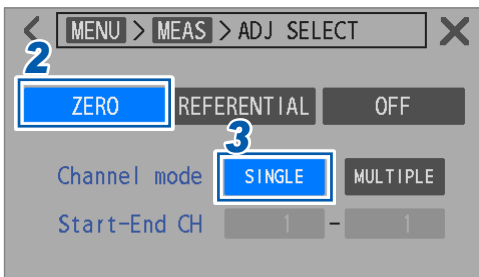 < MENU > MEAS > ADJ SELECT X
2
ZERO REFERENTIAL OFF
3
Channel mode SINGLE MULTIPLE
Start-End CH 1 - 1